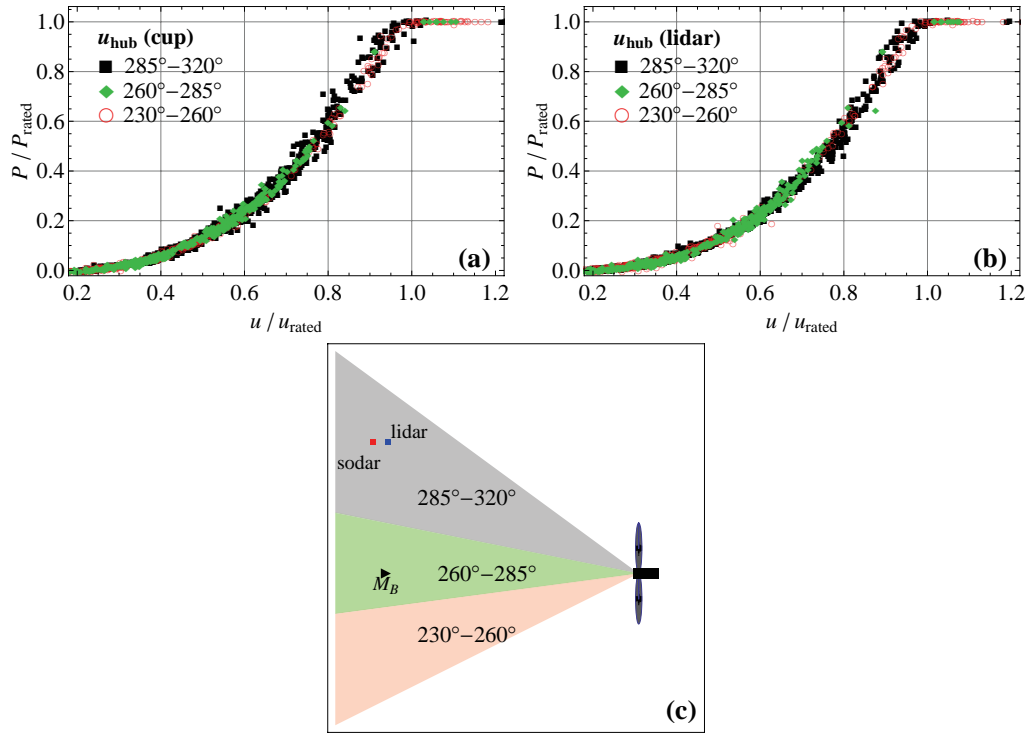 u_hub (cup)
285°−320°
260°−285°
230°−260°
P / P_rated
1.0
0.8
0.6
0.4
0.2
0.0
0.2 0.4 0.6 0.8 1.0 1.2
u / u_rated
(a)
u_hub (lidar)
285°−320°
260°−285°
230°−260°
P / P_rated
1.0
0.8
0.6
0.4
0.2
0.0
0.2 0.4 0.6 0.8 1.0 1.2
u / u_rated
(b)
lidar
sodar
285°−320°
260°−285°
M_B
230°−260°
(c)